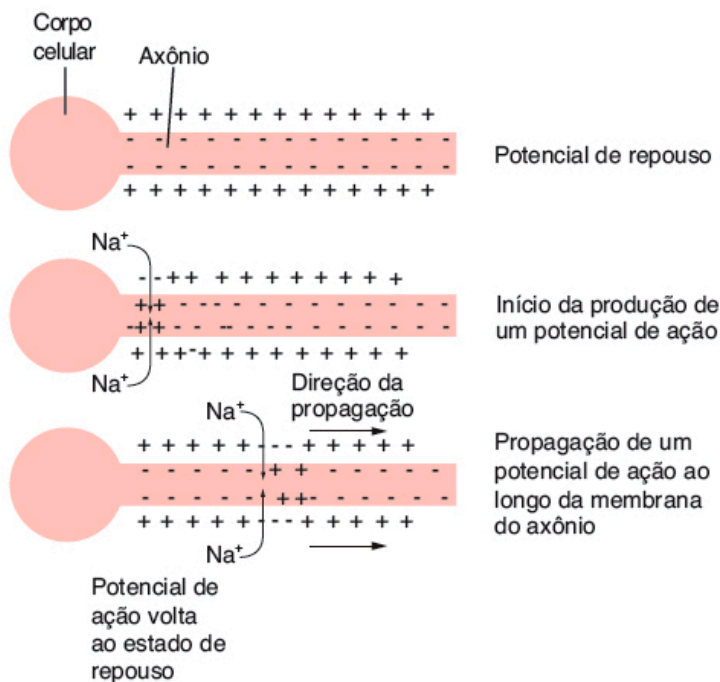 Corpo
celular
Axônio
+ + + + + + + + + + + + +
- - - - - - - - - - - - - -
- - - - - - - - - - - - - -
+ + + + + + + + + + + + +
Potencial de repouso
Na⁺
Na⁺
Início da produção de
um potencial de ação
Direção da
propagação
Na⁺
Na⁺
Propagação de um
potencial de ação ao
longo da membrana
do axônio
Potencial de
ação volta
ao estado de
repouso